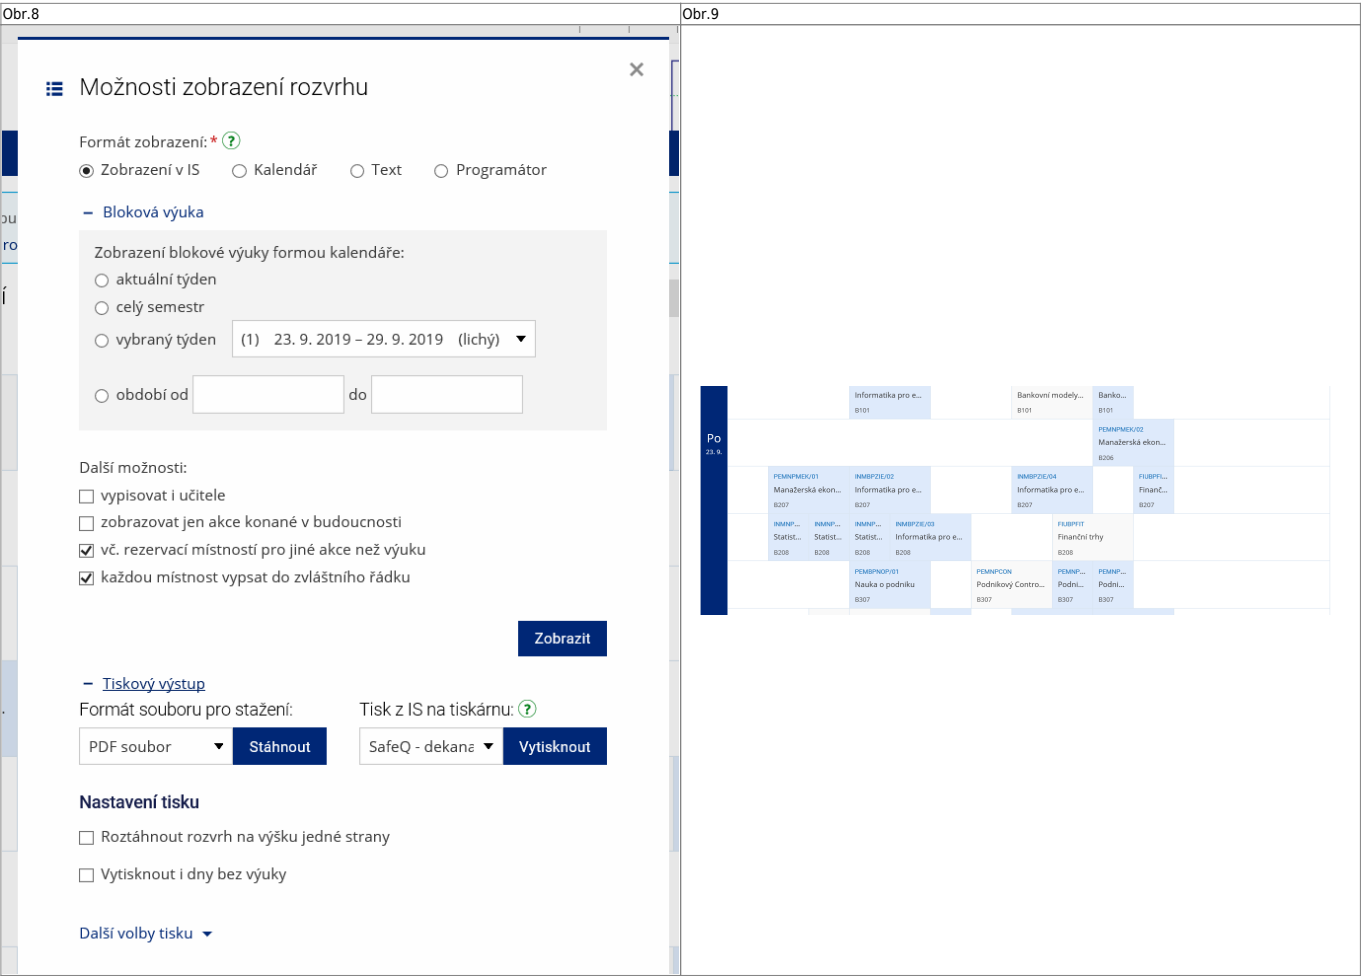 Obr.8
Obr.9
Možnosti zobrazení rozvrhu
Formát zobrazení: *
Zobrazení v IS Kalendář Text Programátor
Bloková výuka
Zobrazení blokové výuky formou kalendáře:
aktuální týden
celý semestr
vybraný týden (1) 23. 9. 2019 – 29. 9. 2019 (lichý)
období od do
Další možnosti:
vypisovat i učitele
zobrazovat jen akce konané v budoucnosti
vč. rezervací místností pro jiné akce než výuku
každou místnost vypsat do zvláštního řádku
Zobrazit
Tiskový výstup
Formát souboru pro stažení: Tisk z IS na tiskárnu:
PDF soubor Stáhnout SafeQ - dekana Vytisknout
Nastavení tisku
Roztáhnout rozvrh na výšku jedné strany
Vytisknout i dny bez výuky
Další volby tisku
Po
23. 9.
Informatika pro e... Bankovní modely... Banko...
B101 B101 B101
PEMNPMEK/02
Manažerská ekon...
B206
PEMNPMEK/01 INMBPZIE/02 INMBPZIE/04 FIUBPFI...
Manažerská ekon... Informatika pro e... Informatika pro e... Finanč...
B207 B207 B207 B207
INMNP... INMNP... INMNP... INMBPZIE/03 FIUBPFIT
Statist... Statist... Statist... Informatika pro e... Finanční trhy
B208 B208 B208 B208 B208
PEMBPNOP/01 PEMNPCON PEMNP... PEMNP...
Nauka o podniku Podnikový Contro... Podni... Podni...
B307 B307 B307 B307